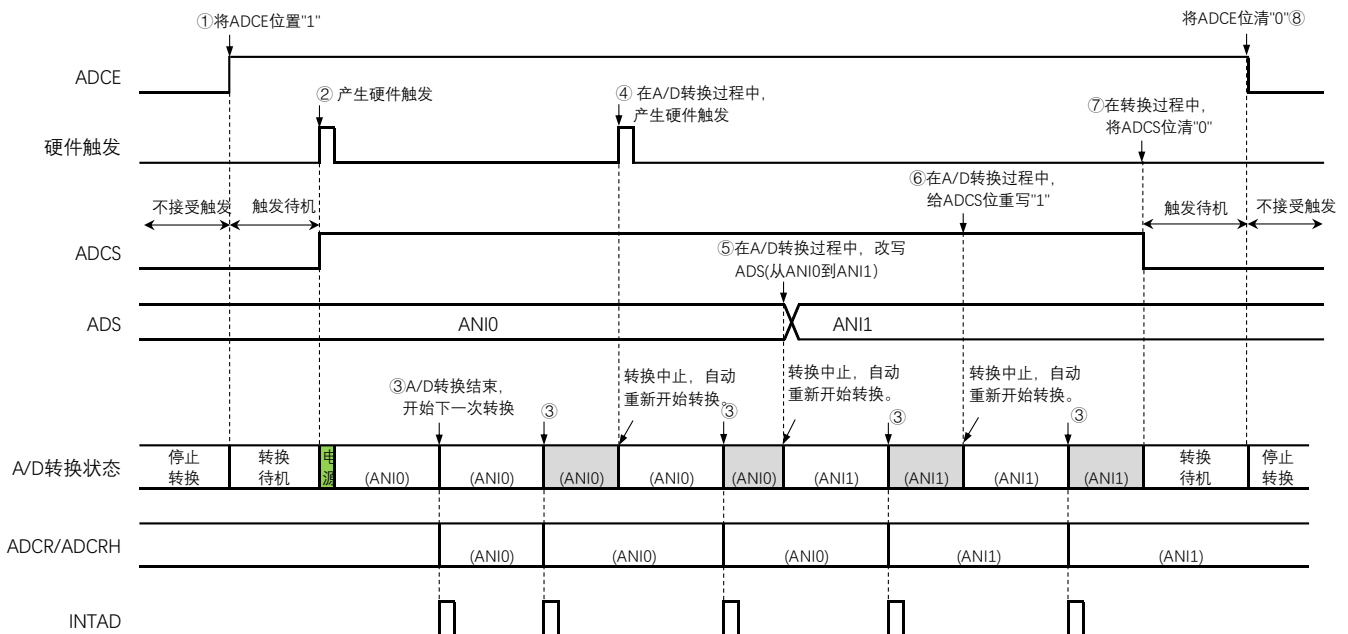 ①将ADCE位置"1"
将ADCE位清"0"⑧
ADCE
② 产生硬件触发
④ 在A/D转换过程中,
产生硬件触发
⑦在转换过程中,
将ADCS位清"0"
硬件触发
⑥在A/D转换过程中,
给ADCS位重写"1"
不接受触发
触发待机
触发待机
不接受触发
ADCS
⑤在A/D转换过程中，改写
ADS(从ANI0到ANI1)
ADS
ANI0
ANI1
③A/D转换结束,
开始下一次转换
③
转换中止，自动
重新开始转换。
③
转换中止，自动
重新开始转换。
③
转换中止，自动
重新开始转换。
③
A/D转换状态
停止
转换
转换
待机
电
源
(ANI0)
(ANI0)
(ANI0)
(ANI0)
(ANI0)
(ANI1)
(ANI1)
(ANI1)
(ANI1)
转换
待机
停止
转换
ADCR/ADCRH
(ANI0)
(ANI0)
(ANI0)
(ANI1)
(ANI1)
INTAD